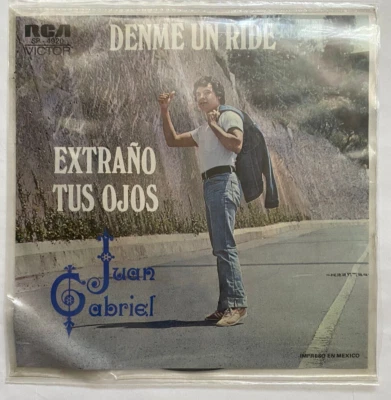 DENME UN RIDE
RCA
VICTOR
EXTRAÑO
TUS OJOS
Juan
Gabriel
IMPRESO EN MEXICO